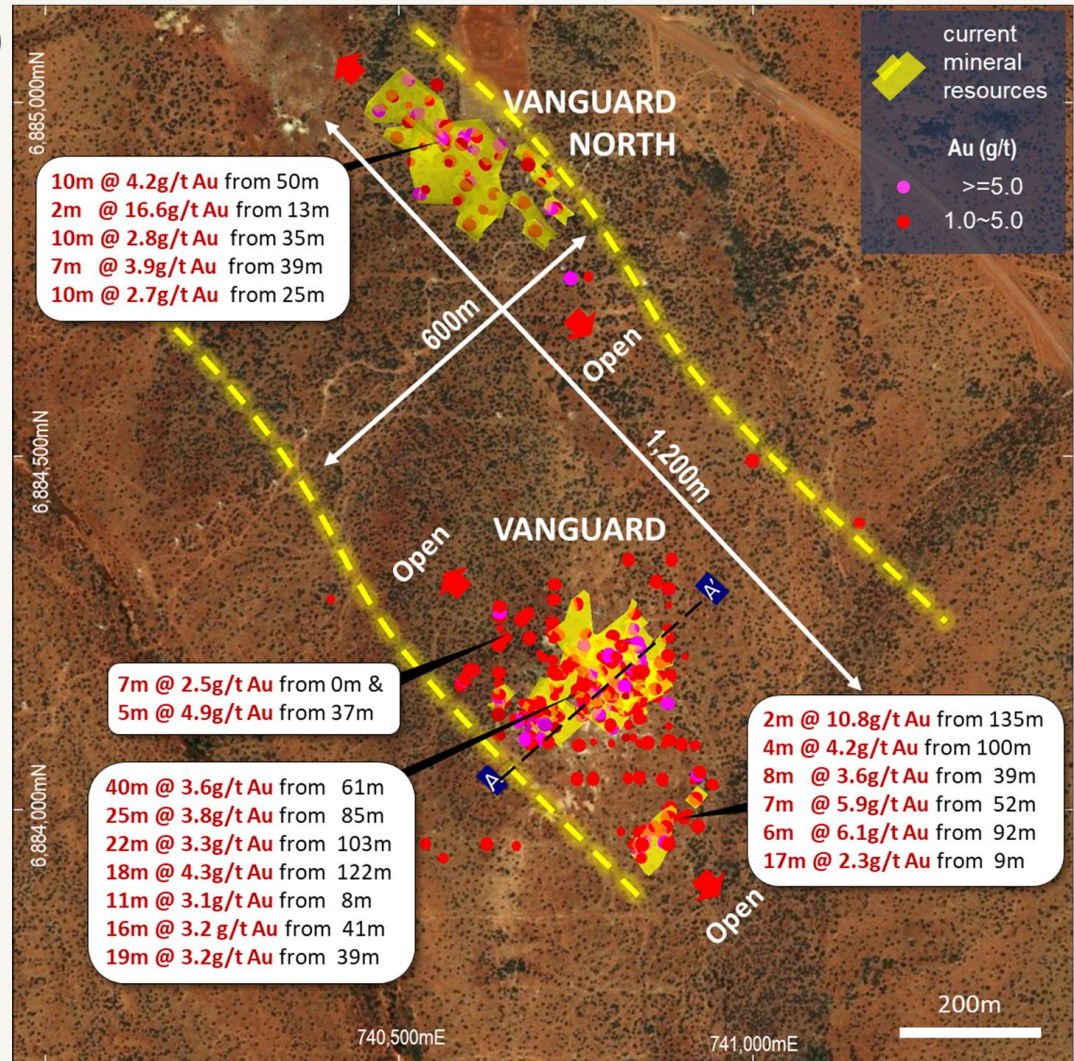 current
mineral
resources
Au (g/t)
>=5.0
1.0~5.0
6,885,000mN
VANGUARD
NORTH
10m @ 4.2g/t Au from 50m
2m @ 16.6g/t Au from 13m
10m @ 2.8g/t Au from 35m
7m @ 3.9g/t Au from 39m
10m @ 2.7g/t Au from 25m
600m
Open
1,200m
6,884,500mN
VANGUARD
Open
A'
7m @ 2.5g/t Au from 0m &
5m @ 4.9g/t Au from 37m
A
40m @ 3.6g/t Au from 61m
25m @ 3.8g/t Au from 85m
22m @ 3.3g/t Au from 103m
18m @ 4.3g/t Au from 122m
11m @ 3.1g/t Au from 8m
16m @ 3.2 g/t Au from 41m
19m @ 3.2g/t Au from 39m
2m @ 10.8g/t Au from 135m
4m @ 4.2g/t Au from 100m
8m @ 3.6g/t Au from 39m
7m @ 5.9g/t Au from 52m
6m @ 6.1g/t Au from 92m
17m @ 2.3g/t Au from 9m
6,884,000mN
Open
200m
740,500mE
741,000mE